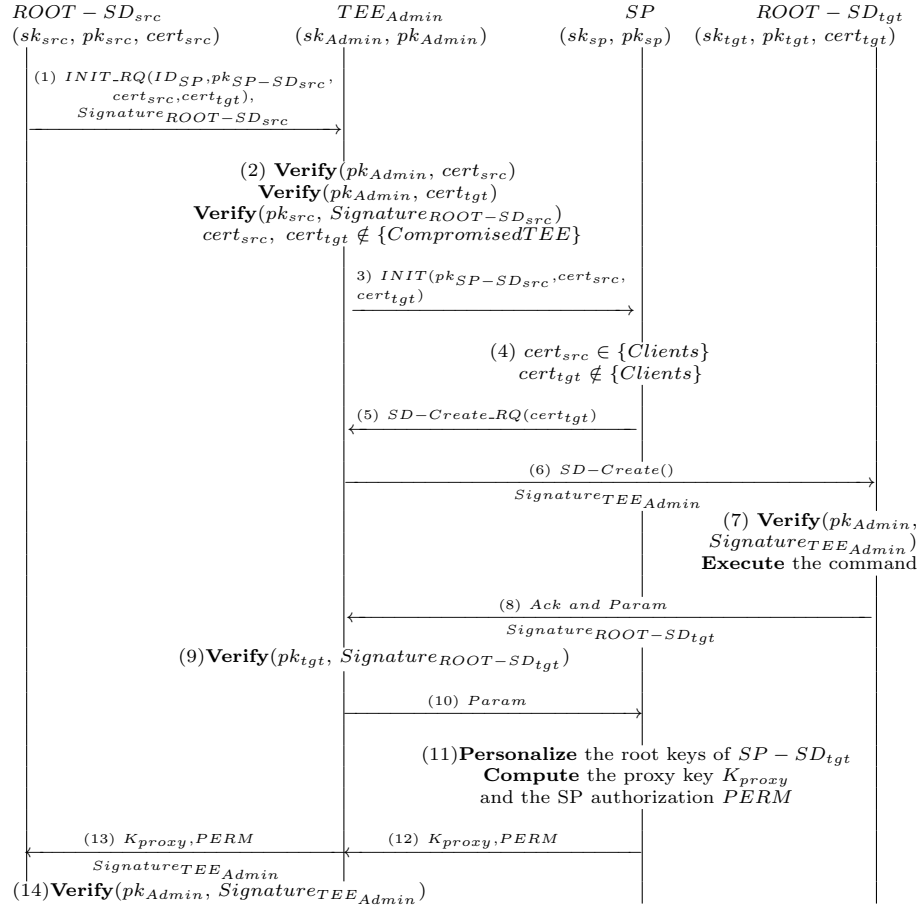 ROOT − SD_src TEE_Admin SP ROOT − SD_tgt
(sk_src, pk_src, cert_src) (sk_Admin, pk_Admin) (sk_sp, pk_sp) (sk_tgt, pk_tgt, cert_tgt)
(1) INIT_RQ(ID_SP,pk_SP−SD_src,
cert_src,cert_tgt),
Signature_ROOT−SD_src
(2) Verify(pk_Admin, cert_src)
Verify(pk_Admin, cert_tgt)
Verify(pk_src, Signature_ROOT−SD_src)
cert_src, cert_tgt ∉ {CompromisedTEE}
3) INIT(pk_SP−SD_src,cert_src,
cert_tgt)
(4) cert_src ∈ {Clients}
cert_tgt ∉ {Clients}
(5) SD−Create_RQ(cert_tgt)
(6) SD−Create()
Signature_TEE_Admin
(7) Verify(pk_Admin,
Signature_TEE_Admin)
Execute the command
(8) Ack and Param
Signature_ROOT−SD_tgt
(9)Verify(pk_tgt, Signature_ROOT−SD_tgt)
(10) Param
(11)Personalize the root keys of SP − SD_tgt
Compute the proxy key K_proxy
and the SP authorization PERM
(13) K_proxy,PERM (12) K_proxy,PERM
Signature_TEE_Admin
(14)Verify(pk_Admin, Signature_TEE_Admin)